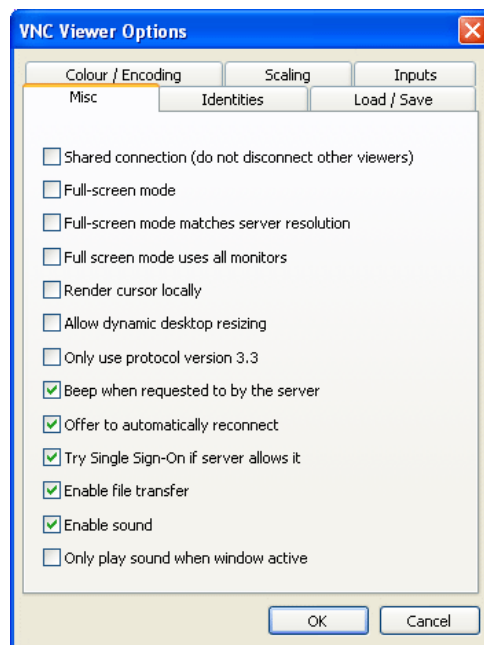 VNC Viewer Options
Colour / Encoding Scaling Inputs
Misc Identities Load / Save
Shared connection (do not disconnect other viewers)
Full-screen mode
Full-screen mode matches server resolution
Full screen mode uses all monitors
Render cursor locally
Allow dynamic desktop resizing
Only use protocol version 3.3
Beep when requested to by the server
Offer to automatically reconnect
Try Single Sign-On if server allows it
Enable file transfer
Enable sound
Only play sound when window active
OK Cancel